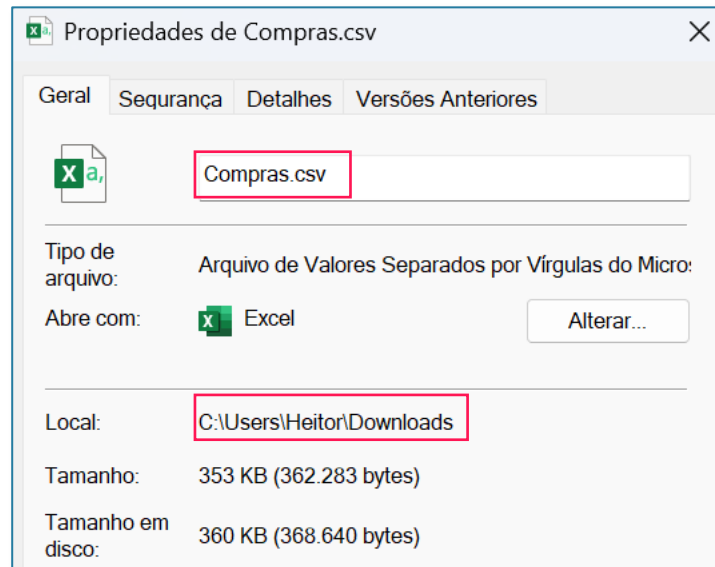 Propriedades de Compras.csv
Geral Segurança Detalhes Versões Anteriores
Compras.csv
Tipo de
arquivo:
Arquivo de Valores Separados por Vírgulas do Micros
Abre com:
Excel
Alterar...
Local:
C:\Users\Heitor\Downloads
Tamanho:
353 KB (362.283 bytes)
Tamanho em
disco:
360 KB (368.640 bytes)